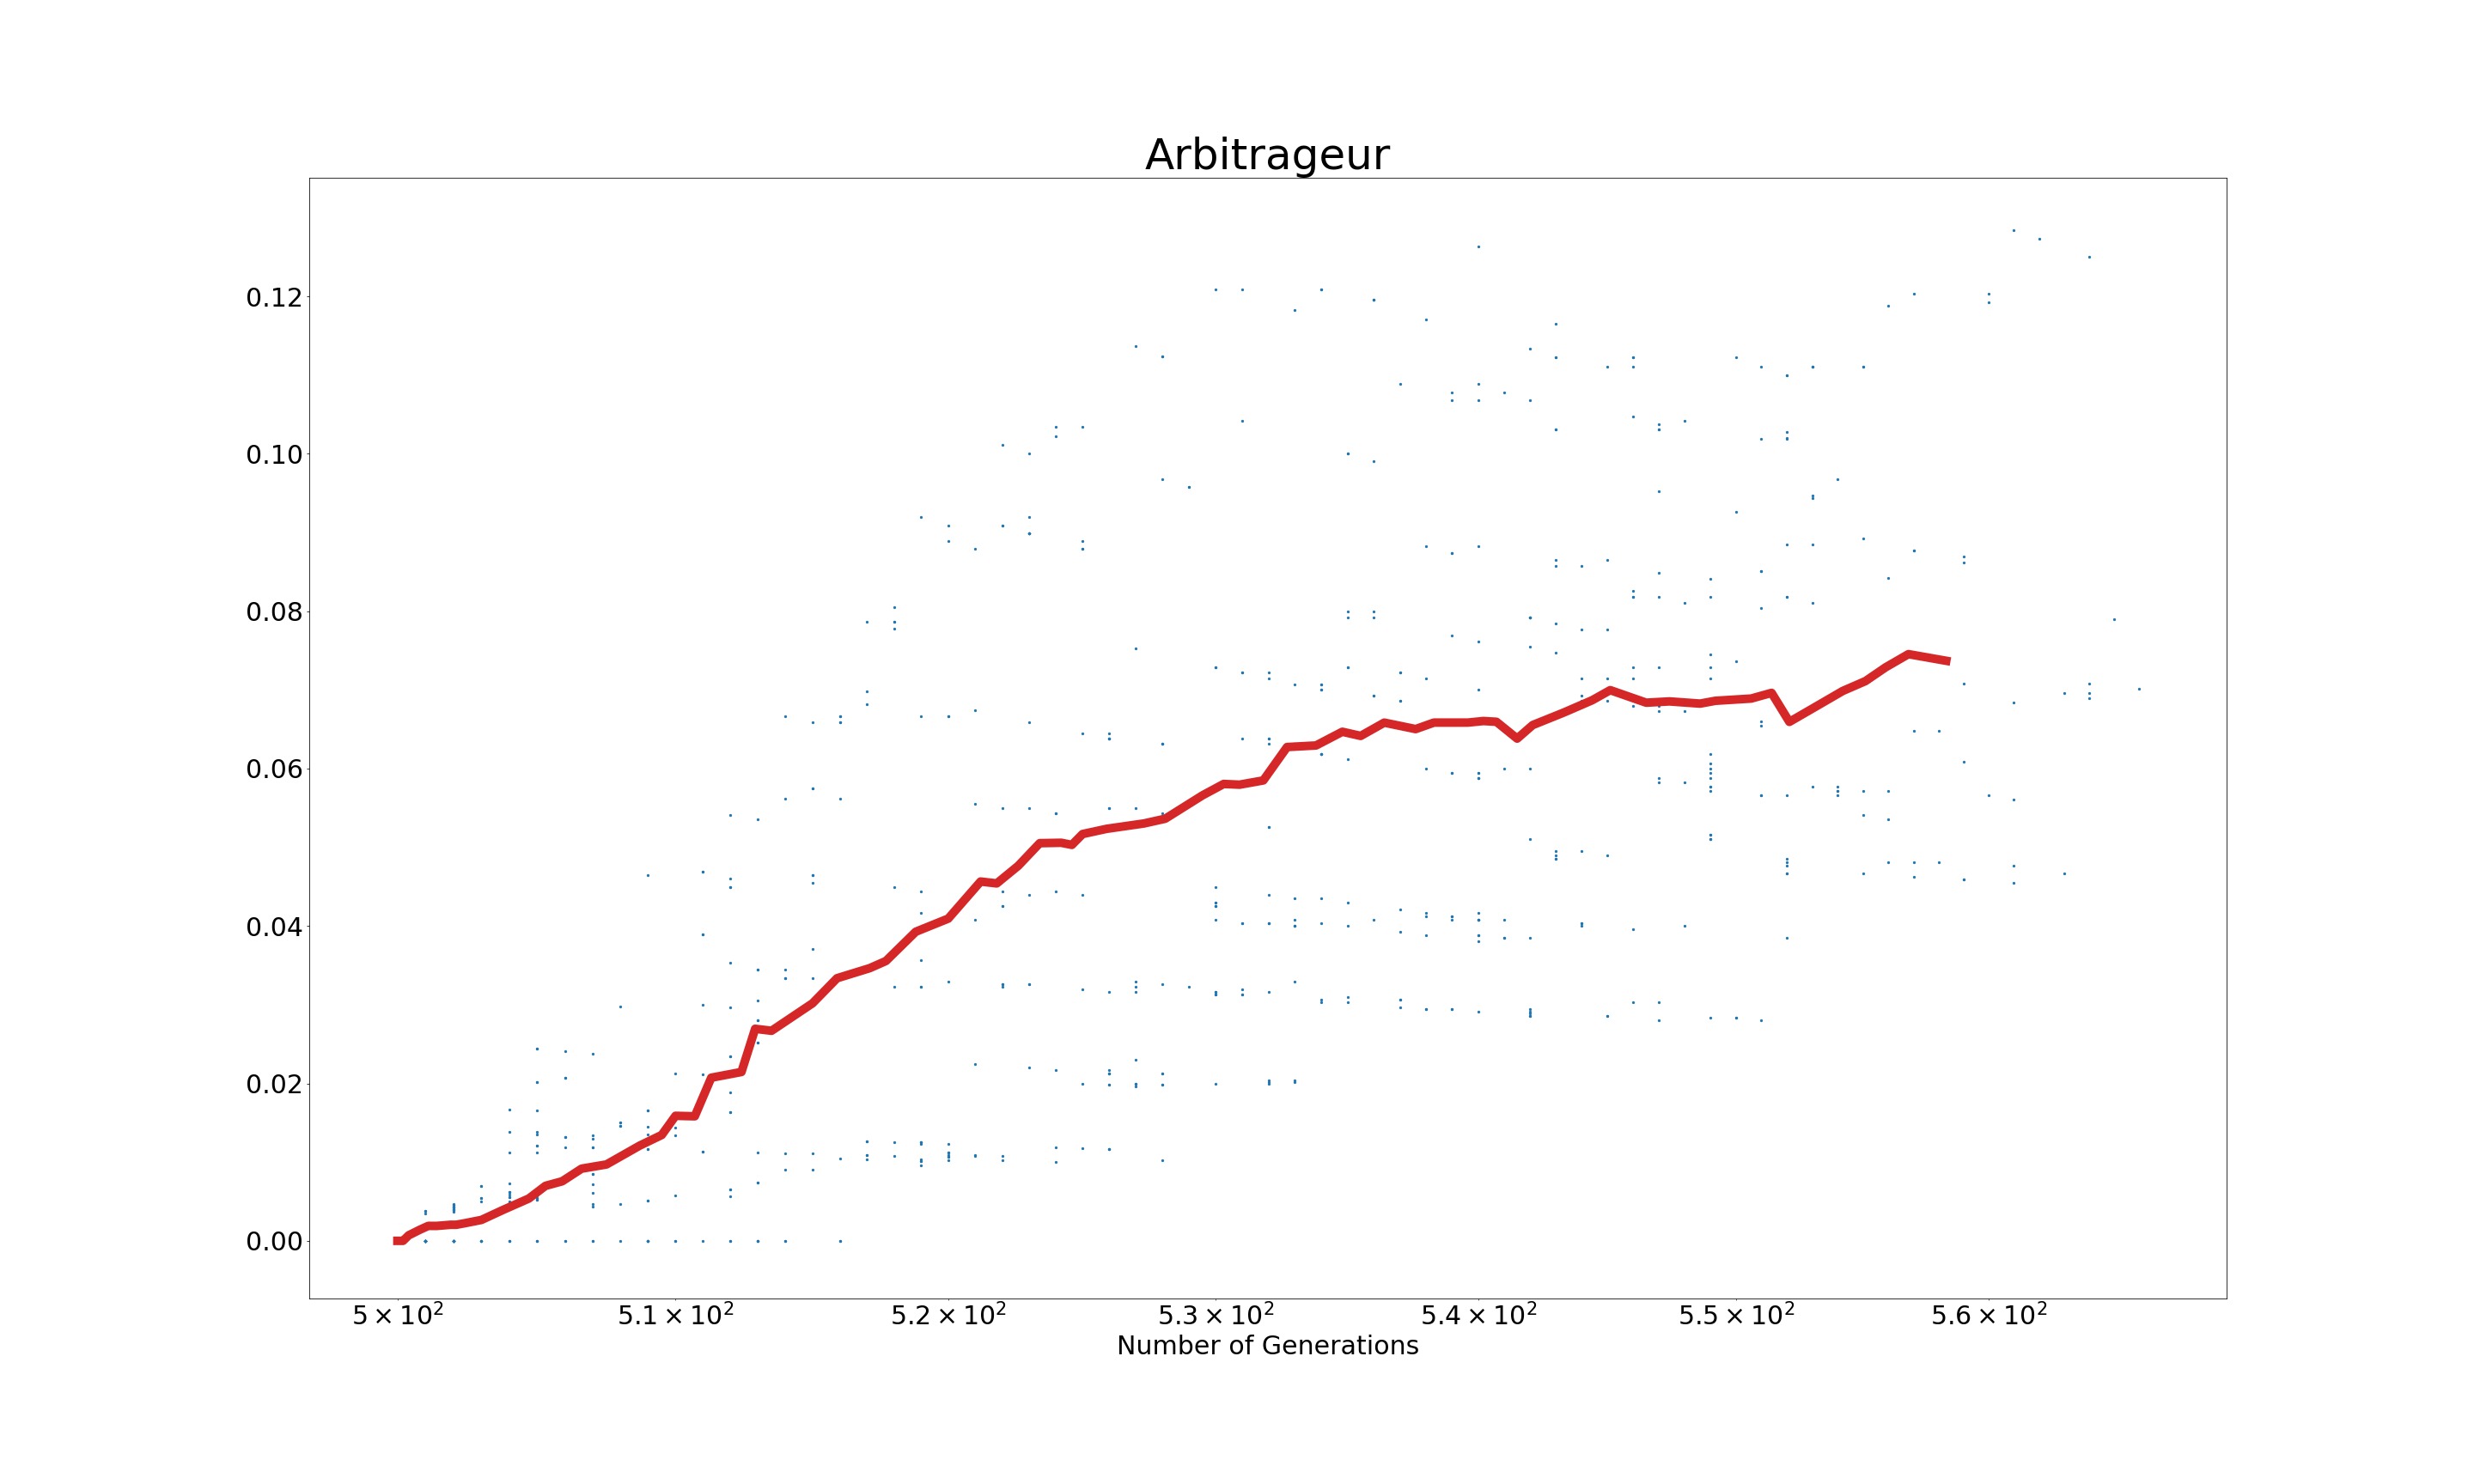 Arbitrageur
0.12
0.10
0.08
0.06
0.04
0.02
0.00
5 × 10² 5.1 × 10² 5.2 × 10² 5.3 × 10² 5.4 × 10² 5.5 × 10² 5.6 × 10²
Number of Generations